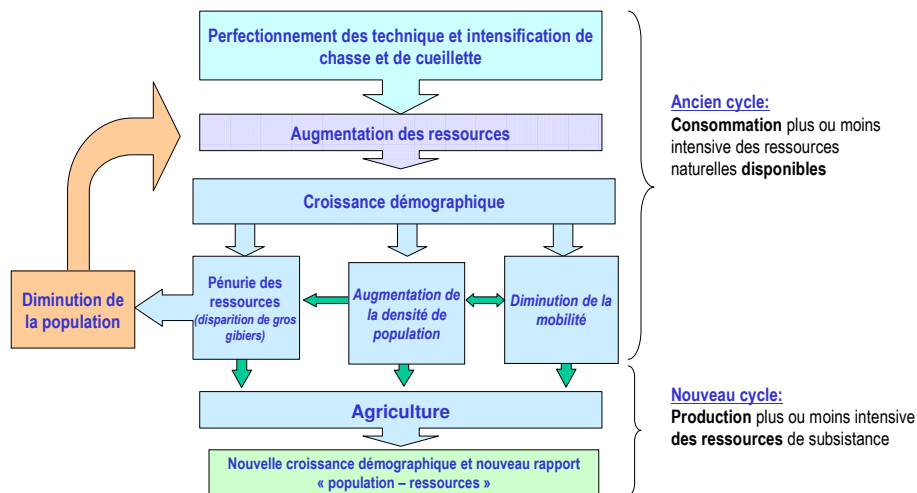 Perfectionnement des technique et intensification de
chasse et de cueillette
Augmentation des ressources
Croissance démographique
Pénurie des
ressources
(disparition de gros
gibiers)
Augmentation de
la densité de
population
Diminution de la
mobilité
Diminution de
la population
Agriculture
Nouvelle croissance démographique et nouveau rapport
« population – ressources »
Ancien cycle:
Consommation plus ou moins
intensive des ressources
naturelles disponibles
Nouveau cycle:
Production plus ou moins intensive
des ressources de subsistance